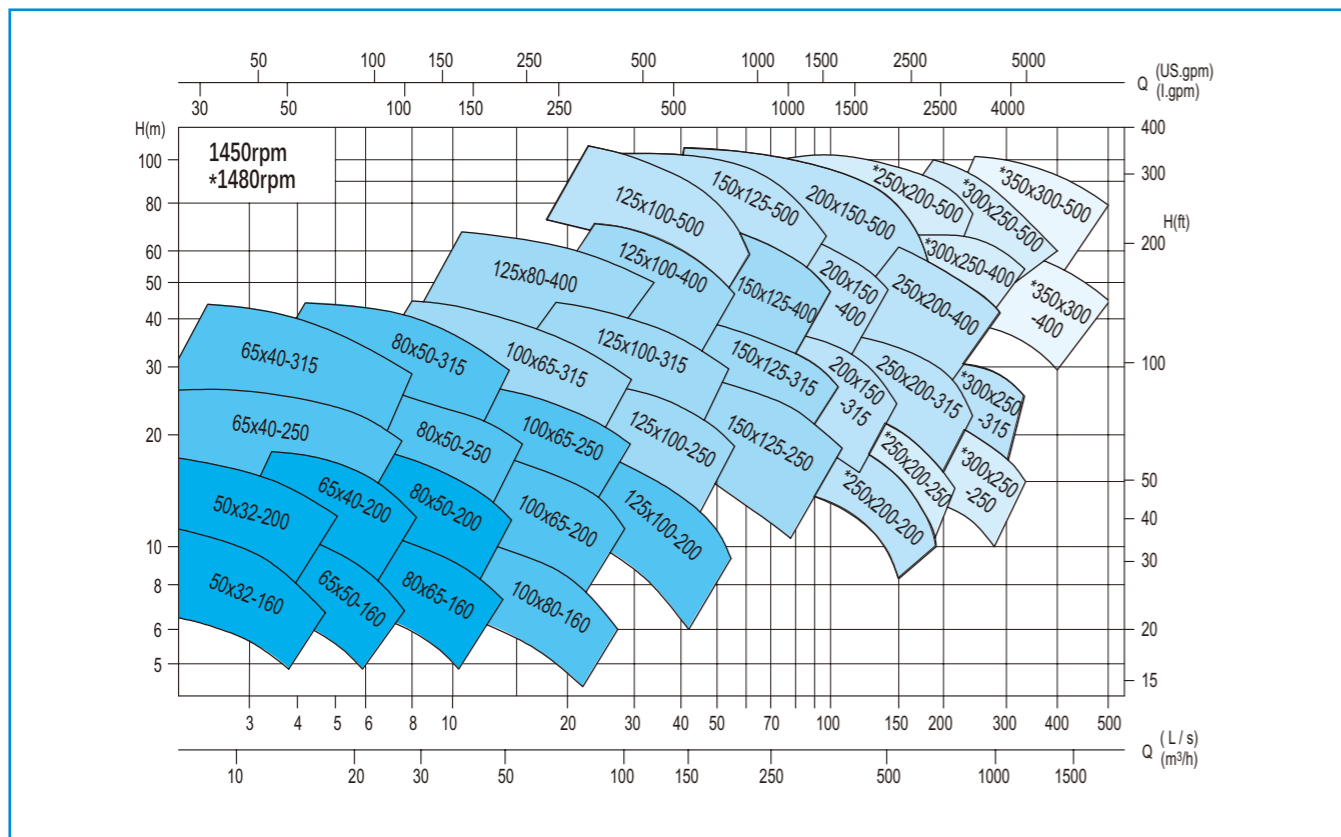 50 100 150 250 500 1000 1500 2500 5000 (US.gpm)
Q
30 50 100 150 250 500 1000 1500 2500 4000 (I.gpm)
H(m)
1450rpm
*1480rpm
100
80
60
50
40
30
20
10
8
6
5
400
300
H(ft)
200
100
50
40
30
20
15
125x100-500
150x125-500
200x150-500
*250x200-500
*300x250-500
*350x300-500
125x80-400
125x100-400
150x125-400
200x150
-400
250x200-400
*300x250-400
*350x300
-400
65x40-315
80x50-315
100x65-315
125x100-315
150x125-315
200x150
-315
250x200-315
*300x250
-315
65x40-250
80x50-250
100x65-250
125x100-250
150x125-250
*250x200-250
*300x250
-250
50x32-200
65x40-200
80x50-200
100x65-200
125x100-200
*250x200-200
50x32-160
65x50-160
80x65-160
100x80-160
3 4 5 6 8 10 20 30 40 50 70 100 150 200 300 400 500
( L / s)
Q
(m³/h)
10 20 30 50 100 150 250 500 1000 1500